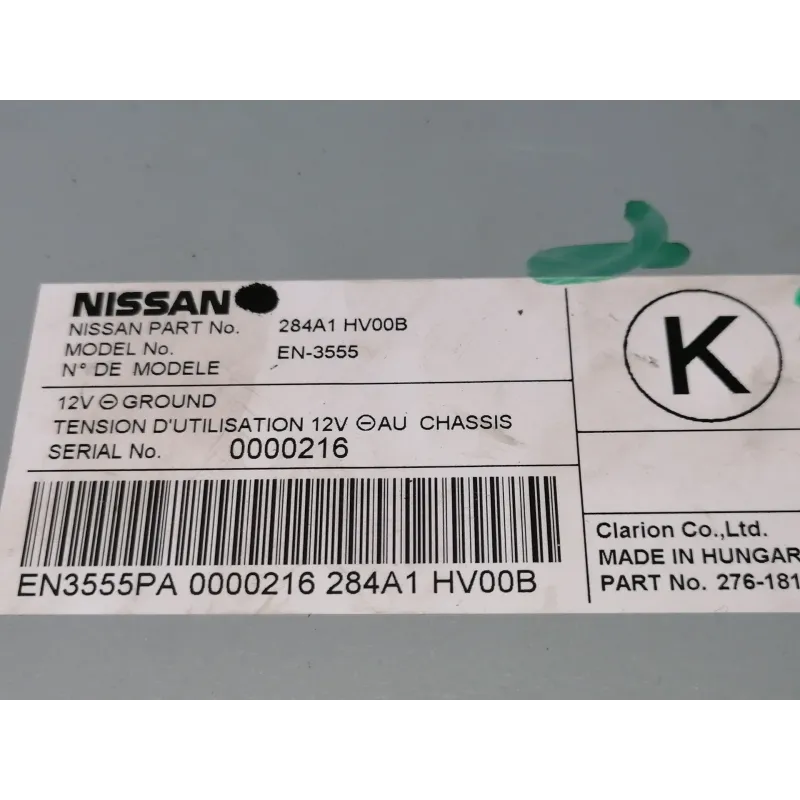 NISSAN
NISSAN PART No. 284A1 HV00B
MODEL No. EN-3555
N° DE MODELE
12V ⊖ GROUND
TENSION D'UTILISATION 12V ⊖ AU CHASSIS
SERIAL No. 0000216
EN3555PA 0000216 284A1 HV00B
K
Clarion Co.,Ltd.
MADE IN HUNGAR
PART No. 276-181